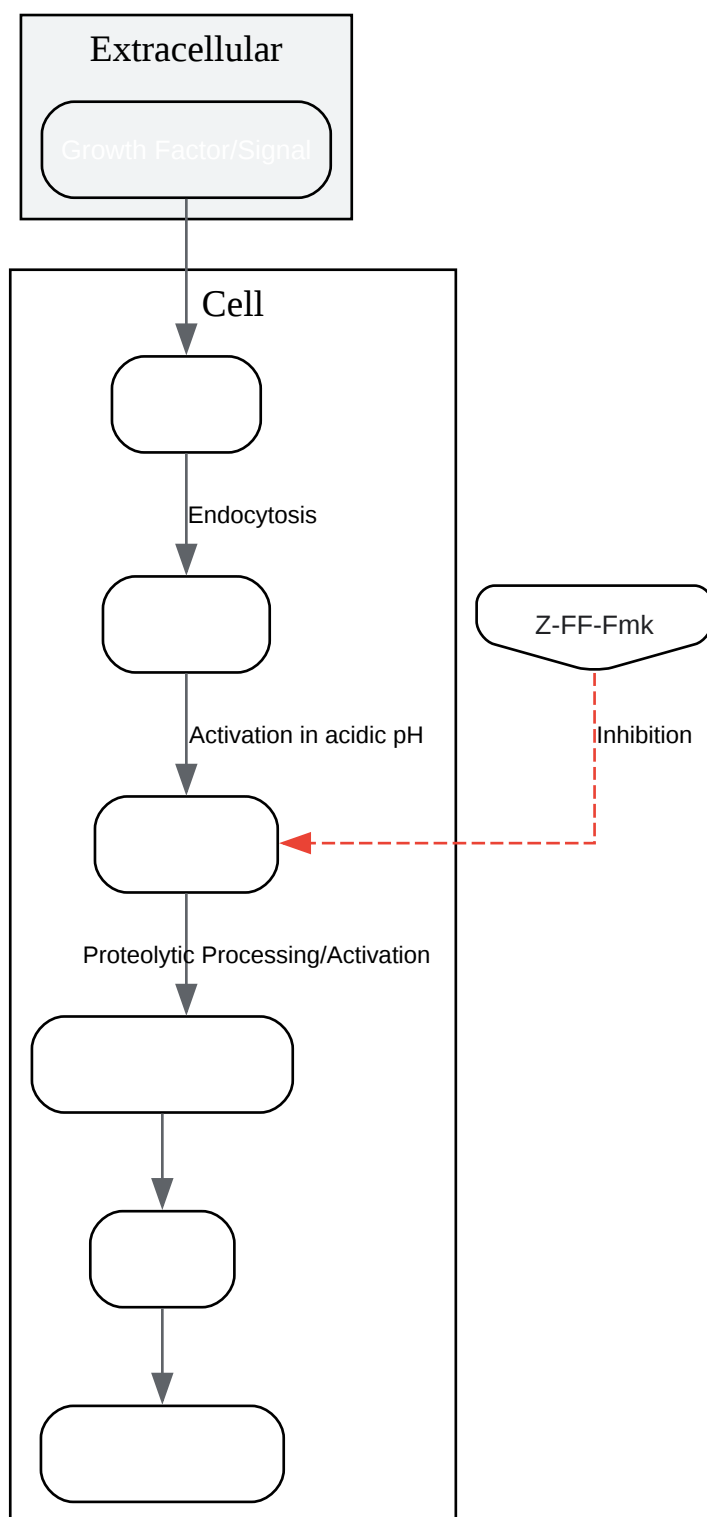 Extracellular
Growth Factor/Signal
Cell
Endocytosis
Z-FF-Fmk
Activation in acidic pH
Inhibition
Proteolytic Processing/Activation